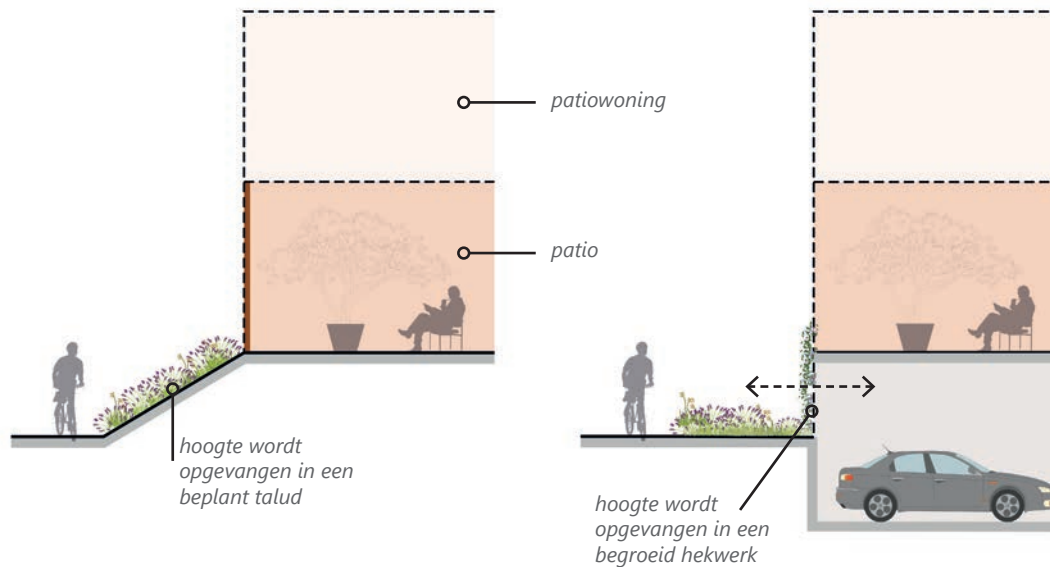 patiowoning
patio
hoogte wordt
opgevangen in een
beplant talud
hoogte wordt
opgevangen in een
begroeid hekwerk